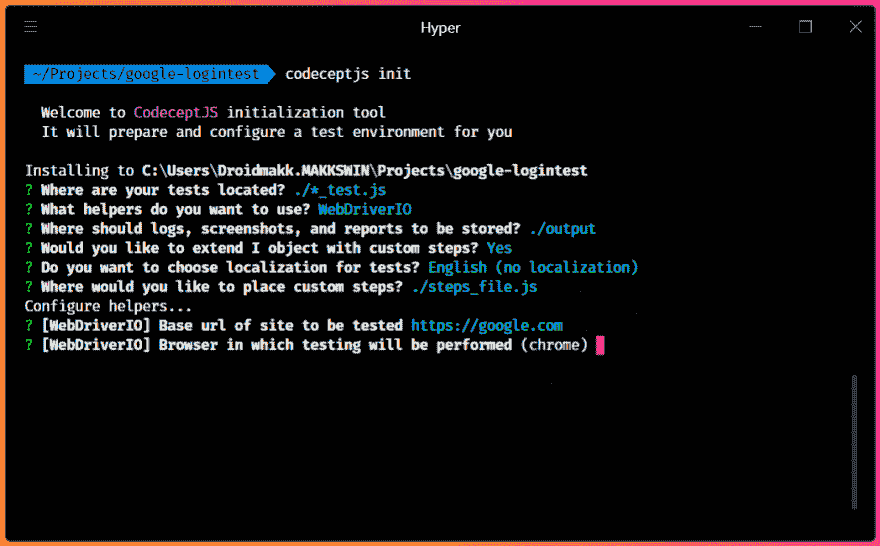 Hyper
~/Projects/google-logintest codeceptjs init
Welcome to CodeceptJS initialization tool
It will prepare and configure a test environment for you
Installing to C:\Users\Droidmakk.MAKKSWIN\Projects\google-logintest
? Where are your tests located? ./*_test.js
? What helpers do you want to use? WebDriverIO
? Where should logs, screenshots, and reports to be stored? ./output
? Would you like to extend I object with custom steps? Yes
? Do you want to choose localization for tests? English (no localization)
? Where would you like to place custom steps? ./steps_file.js
Configure helpers...
? [WebDriverIO] Base url of site to be tested https://google.com
? [WebDriverIO] Browser in which testing will be performed (chrome)